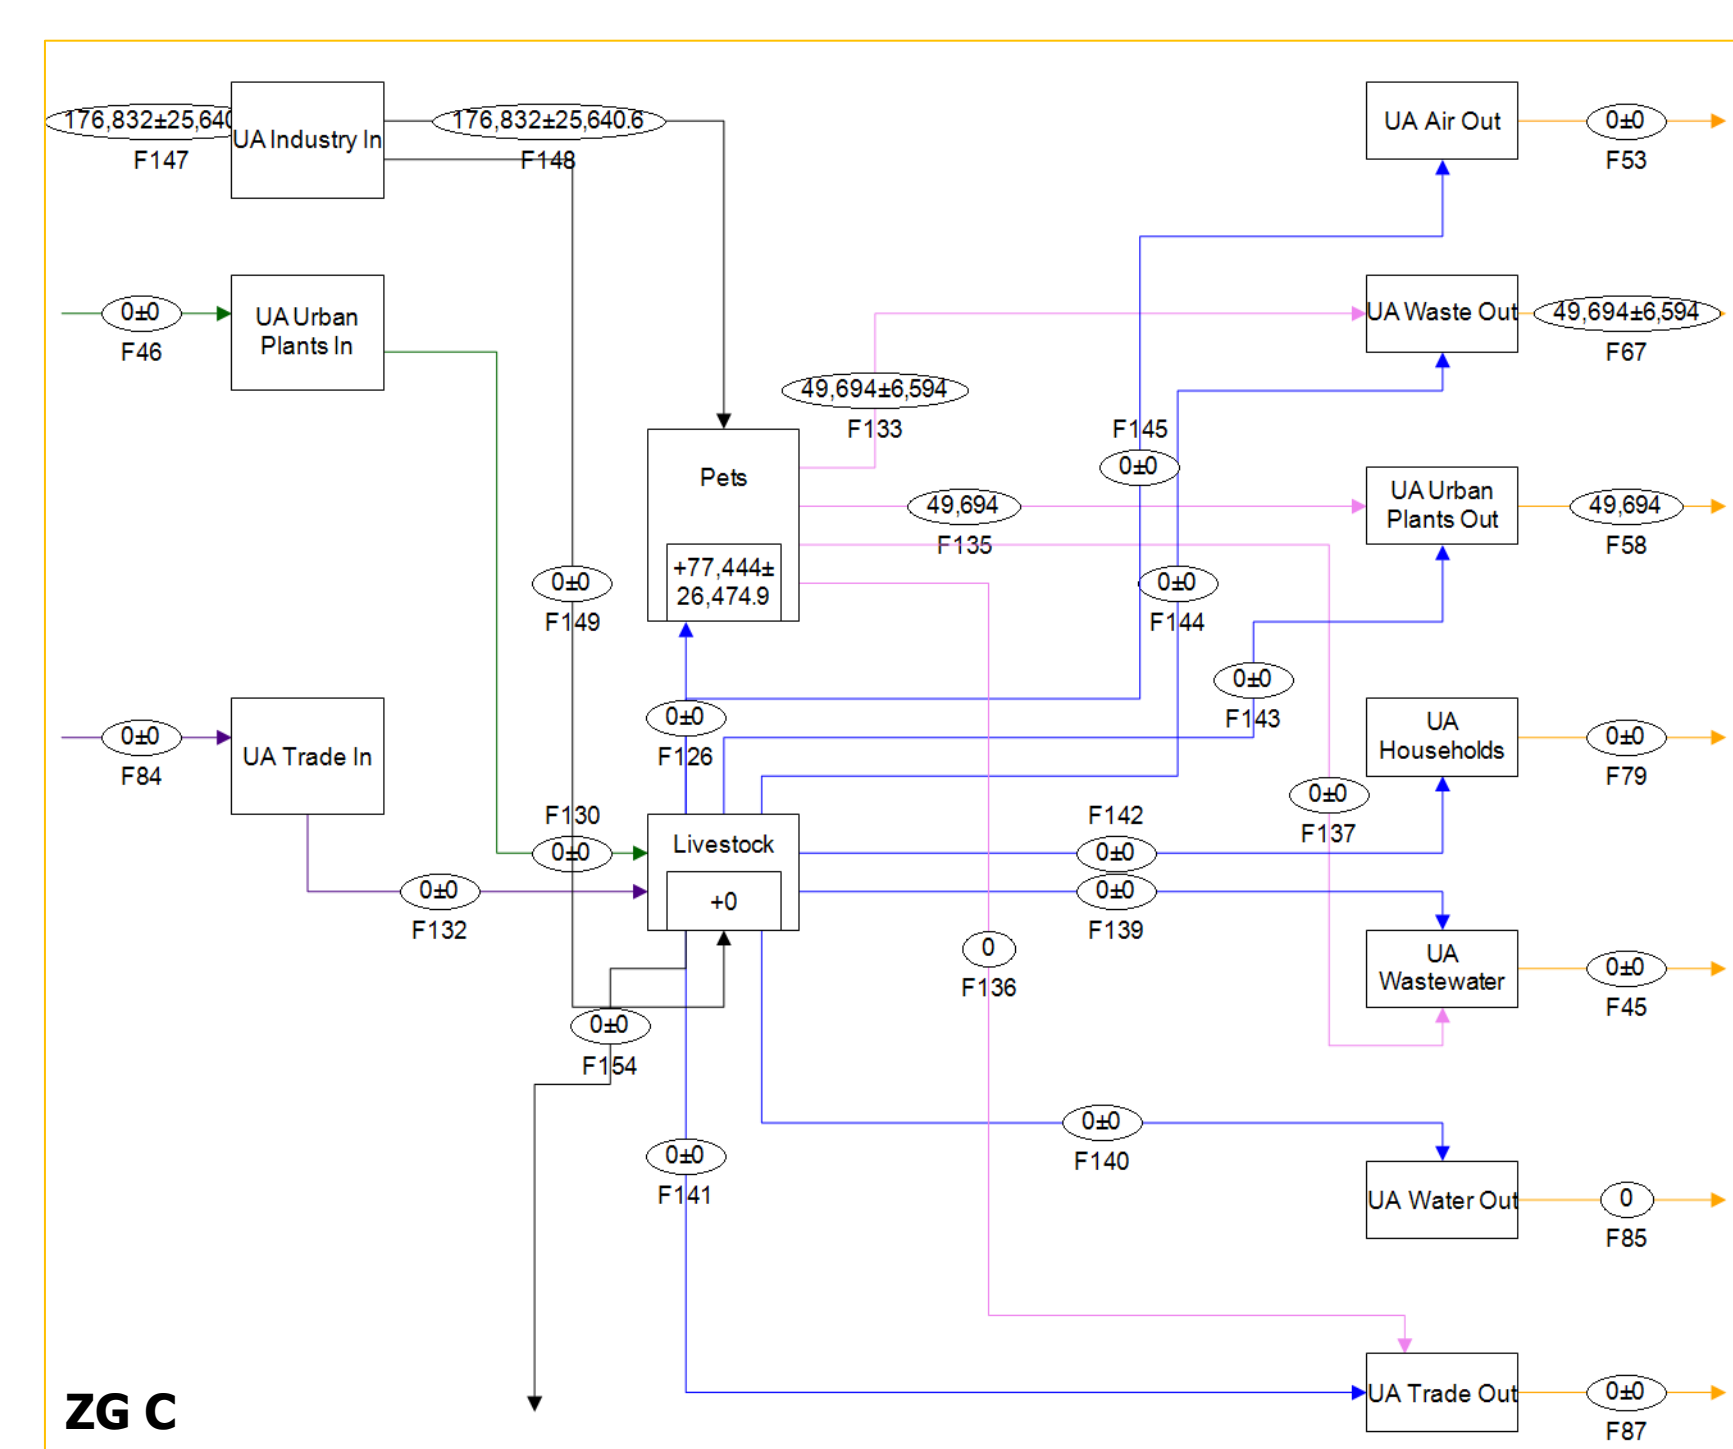 176,832±25,640
F147
UA Industry In
176,832±25,640.6
F148
UA Air Out
0±0
F53
0±0
F46
UA Urban
Plants In
UA Waste Out
49,694±6,594
F67
49,694±6,594
F133
F145
0±0
Pets
+77,444±
26,474.9
49,694
F135
UA Urban
Plants Out
49,694
F58
0±0
F149
0±0
F144
0±0
F143
0±0
F84
UA Trade In
0±0
F126
UA
Households
0±0
F79
0±0
F137
F130
0±0
Livestock
+0
F142
0±0
0±0
F139
0±0
F132
0
F136
UA
Wastewater
0±0
F45
0±0
F154
0±0
F140
0±0
F141
UA Water Out
0
F85
UA Trade Out
0±0
F87
ZG C